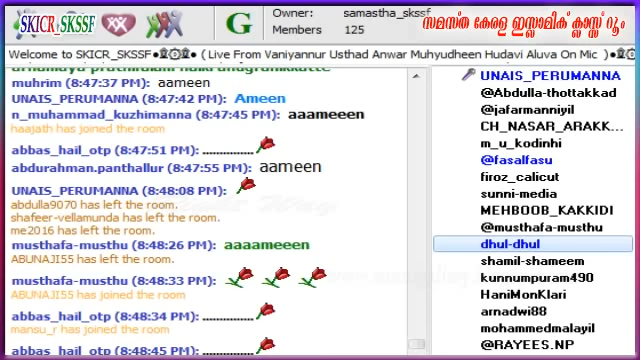 SKICR_SKSSF
G
Owner: samastha_skssf
Members 125
സമസ്ത കേരള ഇസ്ലാമിക് ക്ലാസ്സ് റൂം
Welcome to SKICR_SKSSF ( Live From Vaniyannur Usthad Anwar Muhyudheen Hudavi Aluva On Mic )
muhrim (8:47:37 PM): aameen
UNAIS_PERUMANNA (8:47:42 PM): Ameen
n_muhammad_kuzhimanna (8:47:45 PM): aaameeen
haajath has joined the room
abbas_hail_otp (8:47:51 PM): ...............
abdurahman.panthallur (8:47:55 PM): aameen
UNAIS_PERUMANNA (8:48:08 PM):
abdulla9070 has left the room.
shafeer-vellamunda has left the room.
me2016 has left the room.
musthafa-musthu (8:48:26 PM): aaaameeen
ABUNAJI55 has left the room.
musthafa-musthu (8:48:33 PM):
ABUNAJI55 has joined the room
abbas_hail_otp (8:48:34 PM): ...............
mansu_r has joined the room
abbas_hail_otp (8:48:45 PM): ...............
UNAIS_PERUMANNA
@Abdulla-thottakkad
@jafarmanniyil
CH_NASAR_ARAKK...
m_u_kodinhi
@fasalfasu
firoz_calicut
sunni-media
MEHBOOB_KAKKIDI
@musthafa-musthu
dhul-dhul
shamil-shameem
kunnumpuram490
HaniMonKlari
arnadwi88
mohammedmalayil
@RAYEES.NP